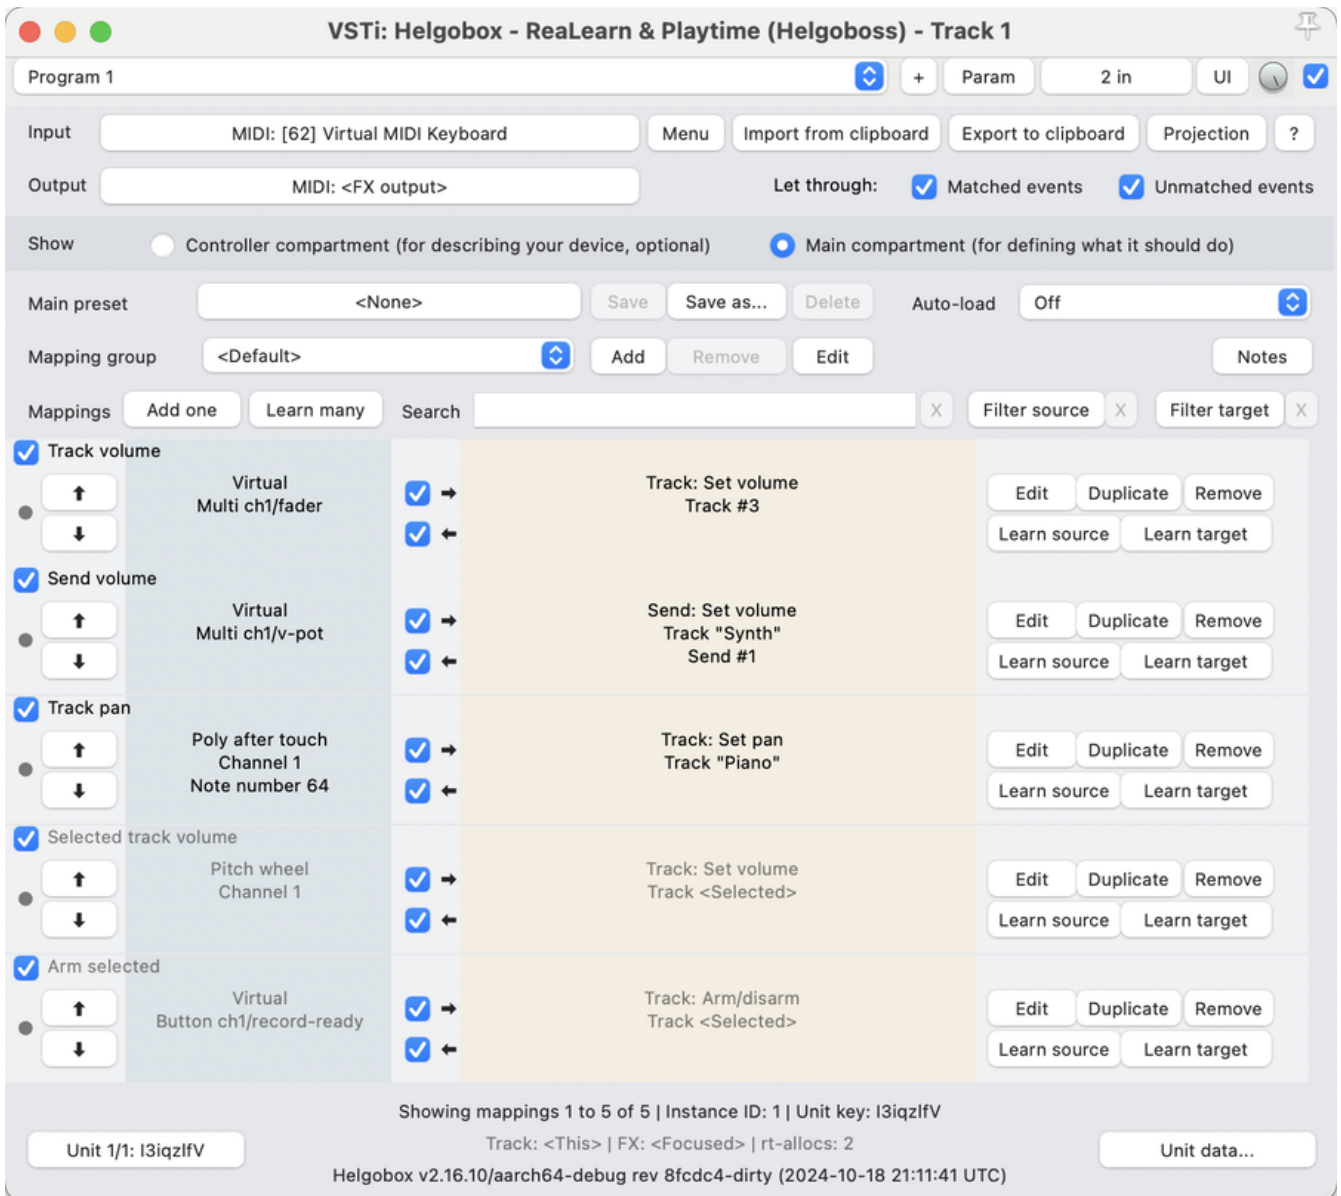 VSTi: Helgobox - ReaLearn & Playtime (Helgoboss) - Track 1
Program 1 + Param 2 in UI
Input MIDI: [62] Virtual MIDI Keyboard Menu Import from clipboard Export to clipboard Projection ?
Output MIDI: <FX output> Let through: Matched events Unmatched events
Show Controller compartment (for describing your device, optional) Main compartment (for defining what it should do)
Main preset <None> Save Save as... Delete Auto-load Off
Mapping group <Default> Add Remove Edit Notes
Mappings Add one Learn many Search X Filter source X Filter target X
Track volume
Virtual
Multi ch1/fader
Track: Set volume
Track #3
Edit Duplicate Remove
Learn source Learn target
Send volume
Virtual
Multi ch1/v-pot
Send: Set volume
Track "Synth"
Send #1
Edit Duplicate Remove
Learn source Learn target
Track pan
Poly after touch
Channel 1
Note number 64
Track: Set pan
Track "Piano"
Edit Duplicate Remove
Learn source Learn target
Selected track volume
Pitch wheel
Channel 1
Track: Set volume
Track <Selected>
Edit Duplicate Remove
Learn source Learn target
Arm selected
Virtual
Button ch1/record-ready
Track: Arm/disarm
Track <Selected>
Edit Duplicate Remove
Learn source Learn target
Showing mappings 1 to 5 of 5 | Instance ID: 1 | Unit key: I3iqzIfV
Unit 1/1: I3iqzIfV Track: <This> | FX: <Focused> | rt-allocs: 2 Unit data...
Helgobox v2.16.10/aarch64-debug rev 8fcdc4-dirty (2024-10-18 21:11:41 UTC)